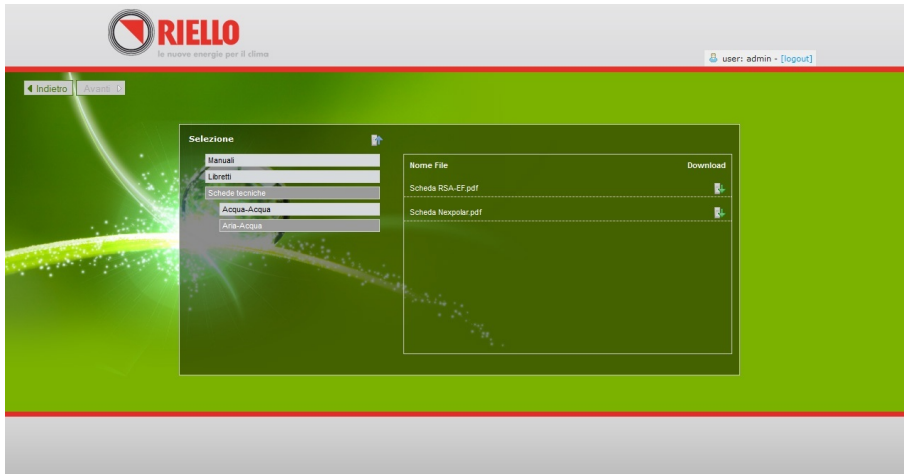 RIELLO
le nuove energie per il clima
user: admin - [logout]
Indietro
Avanti
Selezione
Manuali
Libretti
Schede tecniche
Acqua-Acqua
Aria-Acqua
Nome File Download
Scheda RSA-EF.pdf
Scheda Nexpolar.pdf